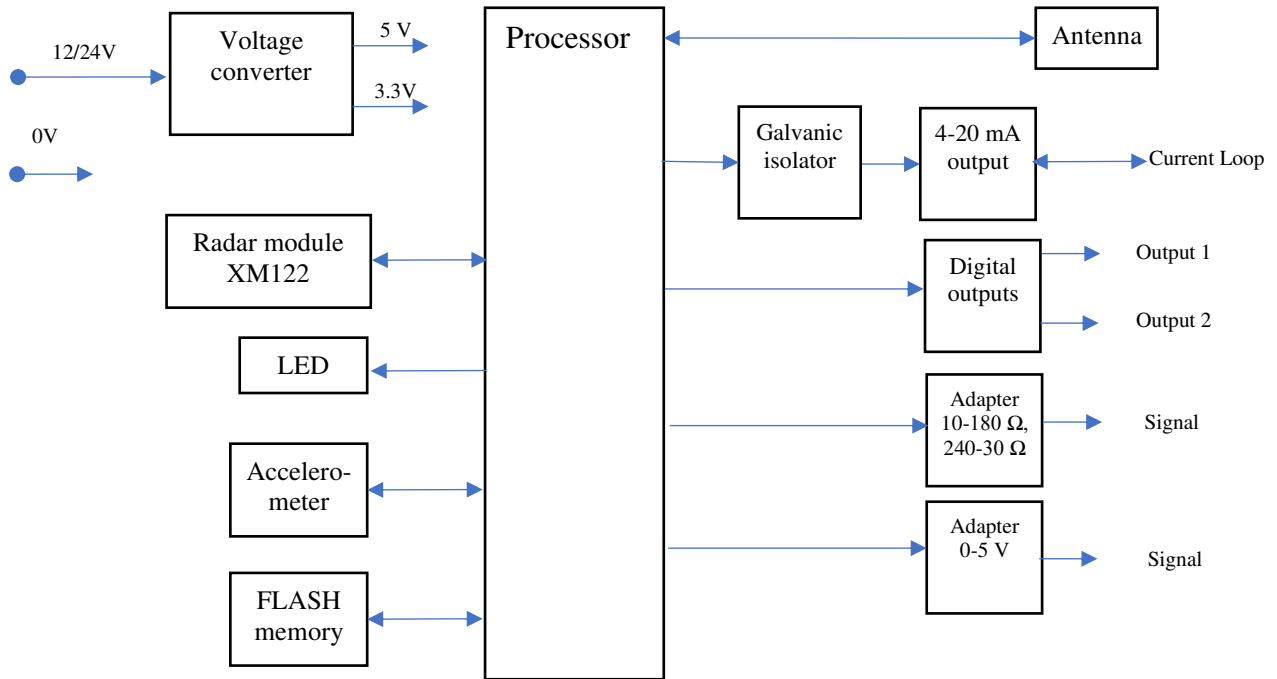 12/24V
0V
Voltage
converter
5 V
3.3V
Processor
Antenna
Galvanic
isolator
4-20 mA
output
Current Loop
Radar module
XM122
Digital
outputs
Output 1
Output 2
LED
Adapter
10-180 Ω,
240-30 Ω
Signal
Accelero-
meter
Adapter
0-5 V
Signal
FLASH
memory